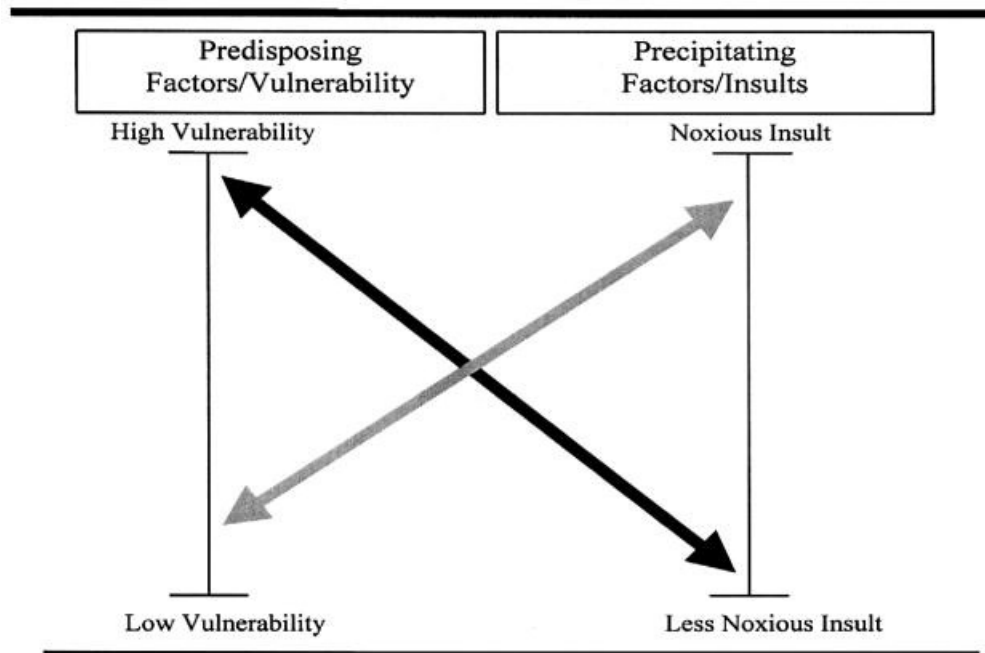 Predisposing
Factors/Vulnerability
Precipitating
Factors/Insults
High Vulnerability
Noxious Insult
Low Vulnerability
Less Noxious Insult